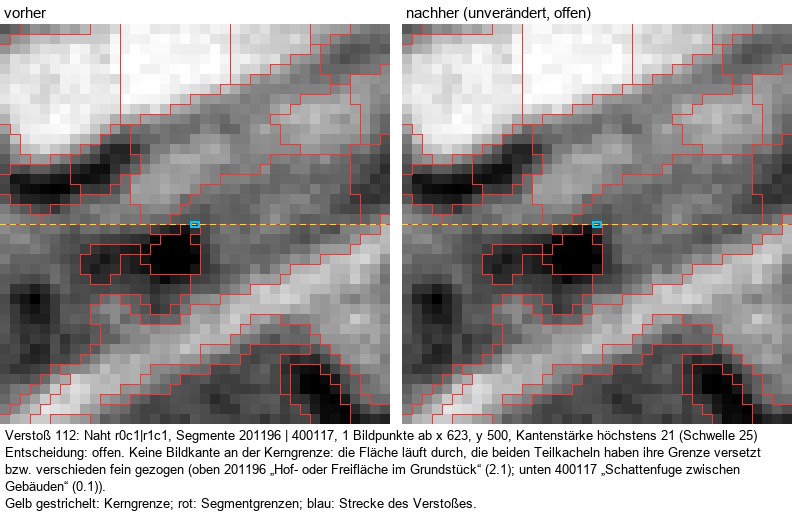 vorher
nachher (unverändert, offen)
Verstoß 112: Naht r0c1|r1c1, Segmente 201196 | 400117, 1 Bildpunkte ab x 623, y 500, Kantenstärke höchstens 21 (Schwelle 25)
Entscheidung: offen. Keine Bildkante an der Kerngrenze: die Fläche läuft durch, die beiden Teilkacheln haben ihre Grenze versetzt
bzw. verschieden fein gezogen (oben 201196 „Hof- oder Freifläche im Grundstück“ (2.1); unten 400117 „Schattenfuge zwischen
Gebäuden“ (0.1)).
Gelb gestrichelt: Kerngrenze; rot: Segmentgrenzen; blau: Strecke des Verstoßes.